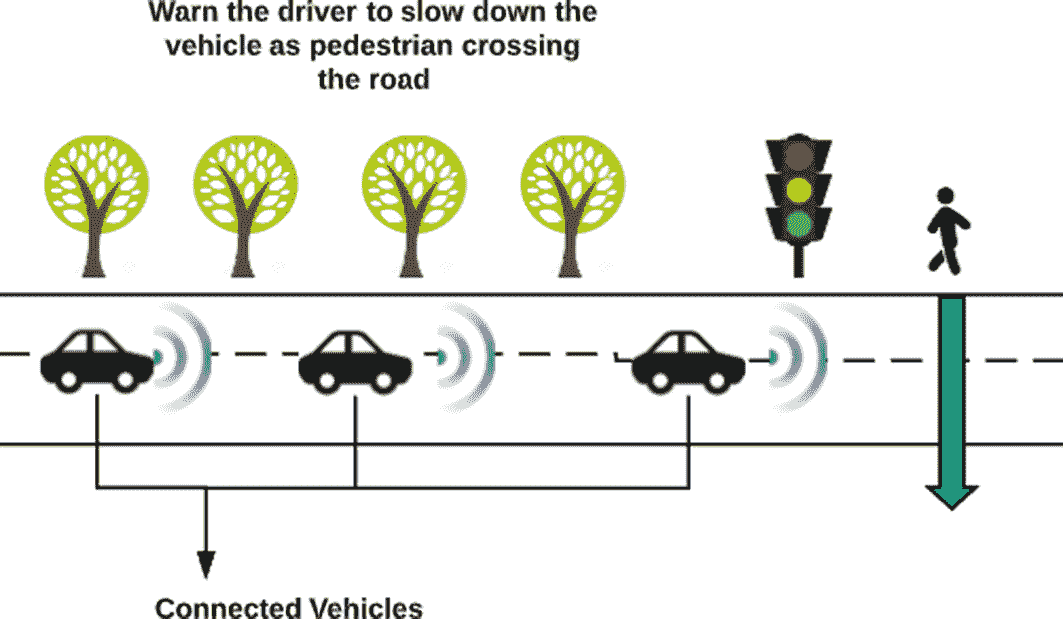 Warn the driver to slow down the
vehicle as pedestrian crossing
the road
Connected Vehicles